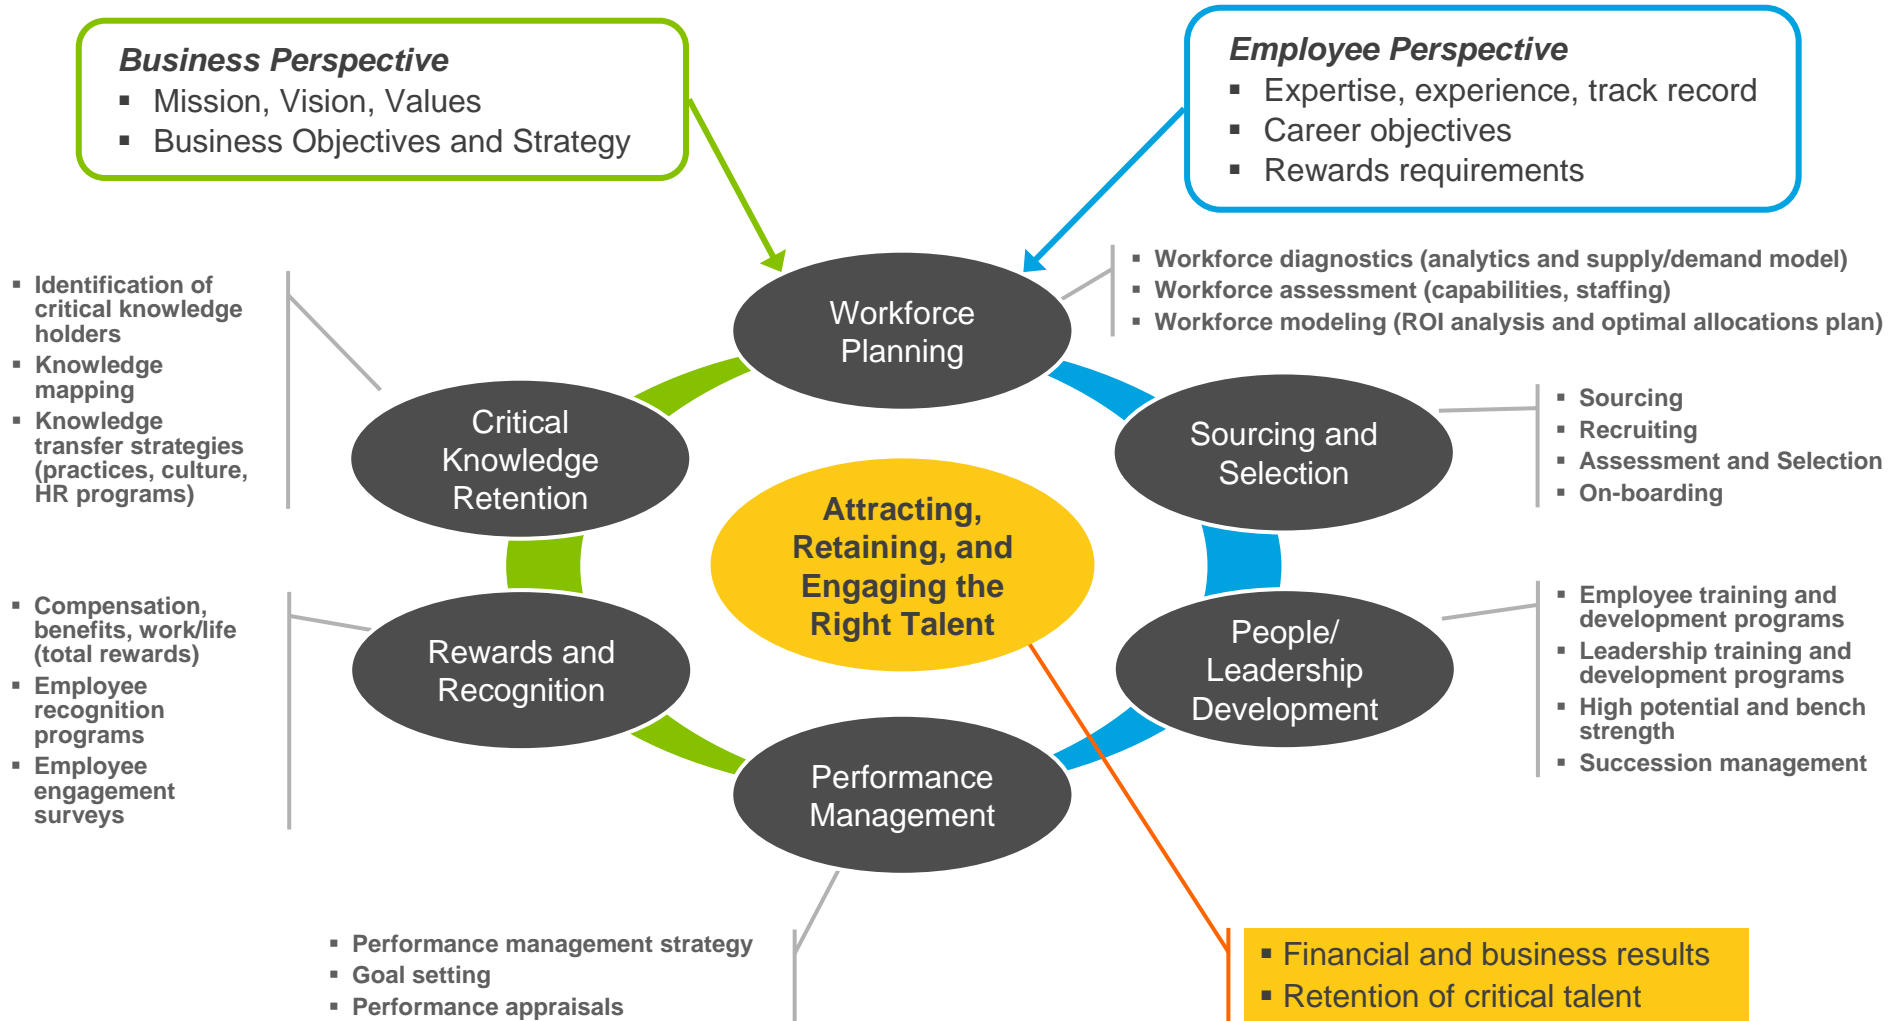 Business Perspective
▪ Mission, Vision, Values
▪ Business Objectives and Strategy
Employee Perspective
▪ Expertise, experience, track record
▪ Career objectives
▪ Rewards requirements
Workforce
Planning
▪ Workforce diagnostics (analytics and supply/demand model)
▪ Workforce assessment (capabilities, staffing)
▪ Workforce modeling (ROI analysis and optimal allocations plan)
Sourcing and
Selection
▪ Sourcing
▪ Recruiting
▪ Assessment and Selection
▪ On-boarding
People/
Leadership
Development
▪ Employee training and
development programs
▪ Leadership training and
development programs
▪ High potential and bench
strength
▪ Succession management
Performance
Management
▪ Performance management strategy
▪ Goal setting
▪ Performance appraisals
Rewards and
Recognition
▪ Compensation,
benefits, work/life
(total rewards)
▪ Employee
recognition
programs
▪ Employee
engagement
surveys
Critical
Knowledge
Retention
▪ Identification of
critical knowledge
holders
▪ Knowledge
mapping
▪ Knowledge
transfer strategies
(practices, culture,
HR programs)
Attracting,
Retaining, and
Engaging the
Right Talent
▪ Financial and business results
▪ Retention of critical talent